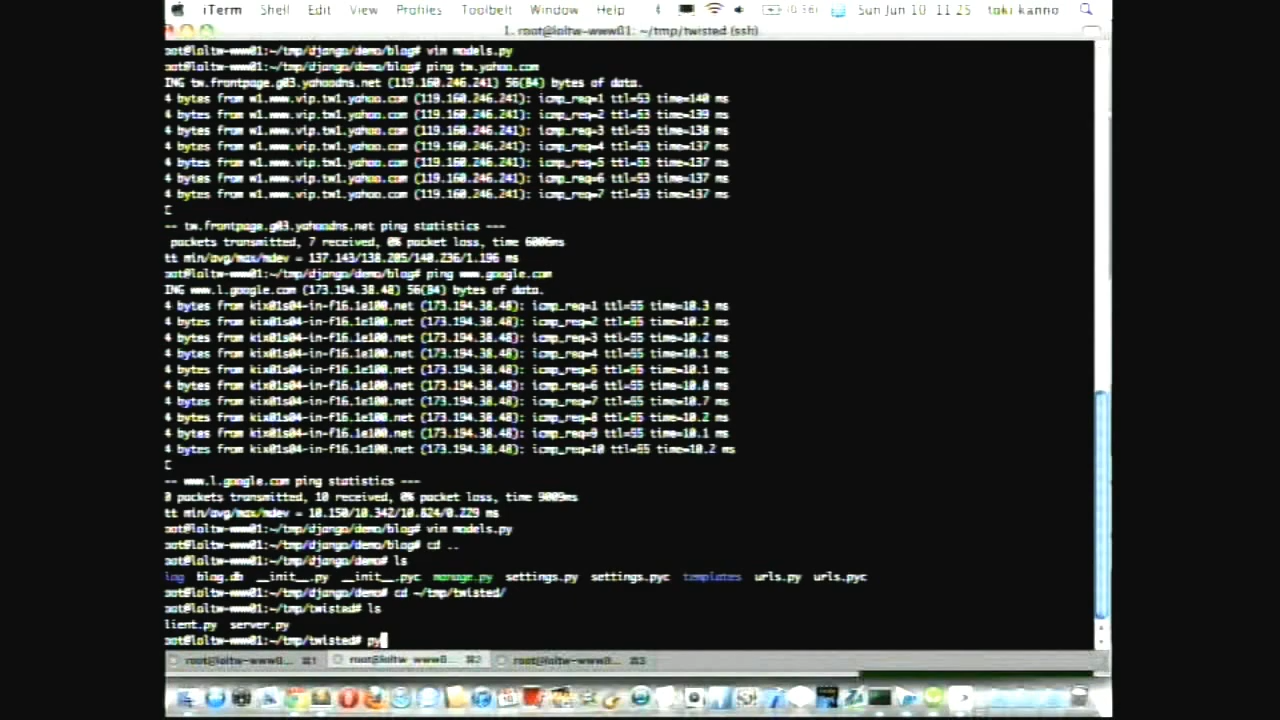 iTerm Shell Edit View Profiles Toolbelt Window Help (0:36) Sun Jun 10 11:25 toki kanno
1. root@loltw-www01: ~/tmp/twisted (ssh)
oot@loltw-www01:~/tmp/django/demo/blog# vim models.py
oot@loltw-www01:~/tmp/django/demo/blog# ping tw.yahoo.com
ING tw.frontpage.g03.yahoodns.net (119.160.246.241) 56(84) bytes of data.
4 bytes from w1.www.vip.tw1.yahoo.com (119.160.246.241): icmp_req=1 ttl=53 time=140 ms
4 bytes from w1.www.vip.tw1.yahoo.com (119.160.246.241): icmp_req=2 ttl=53 time=139 ms
4 bytes from w1.www.vip.tw1.yahoo.com (119.160.246.241): icmp_req=3 ttl=53 time=138 ms
4 bytes from w1.www.vip.tw1.yahoo.com (119.160.246.241): icmp_req=4 ttl=53 time=137 ms
4 bytes from w1.www.vip.tw1.yahoo.com (119.160.246.241): icmp_req=5 ttl=53 time=137 ms
4 bytes from w1.www.vip.tw1.yahoo.com (119.160.246.241): icmp_req=6 ttl=53 time=137 ms
4 bytes from w1.www.vip.tw1.yahoo.com (119.160.246.241): icmp_req=7 ttl=53 time=137 ms
C
-- tw.frontpage.g03.yahoodns.net ping statistics ---
packets transmitted, 7 received, 0% packet loss, time 6006ms
tt min/avg/max/mdev = 137.143/138.205/140.236/1.196 ms
oot@loltw-www01:~/tmp/django/demo/blog# ping www.google.com
ING www.l.google.com (173.194.38.48) 56(84) bytes of data.
4 bytes from kix01s04-in-f16.1e100.net (173.194.38.48): icmp_req=1 ttl=55 time=10.3 ms
4 bytes from kix01s04-in-f16.1e100.net (173.194.38.48): icmp_req=2 ttl=55 time=10.2 ms
4 bytes from kix01s04-in-f16.1e100.net (173.194.38.48): icmp_req=3 ttl=55 time=10.2 ms
4 bytes from kix01s04-in-f16.1e100.net (173.194.38.48): icmp_req=4 ttl=55 time=10.1 ms
4 bytes from kix01s04-in-f16.1e100.net (173.194.38.48): icmp_req=5 ttl=55 time=10.1 ms
4 bytes from kix01s04-in-f16.1e100.net (173.194.38.48): icmp_req=6 ttl=55 time=10.8 ms
4 bytes from kix01s04-in-f16.1e100.net (173.194.38.48): icmp_req=7 ttl=55 time=10.7 ms
4 bytes from kix01s04-in-f16.1e100.net (173.194.38.48): icmp_req=8 ttl=55 time=10.2 ms
4 bytes from kix01s04-in-f16.1e100.net (173.194.38.48): icmp_req=9 ttl=55 time=10.1 ms
4 bytes from kix01s04-in-f16.1e100.net (173.194.38.48): icmp_req=10 ttl=55 time=10.2 ms
C
-- www.l.google.com ping statistics ---
0 packets transmitted, 10 received, 0% packet loss, time 9009ms
tt min/avg/max/mdev = 10.150/10.342/10.824/0.229 ms
oot@loltw-www01:~/tmp/django/demo/blog# vim models.py
oot@loltw-www01:~/tmp/django/demo/blog# cd ..
oot@loltw-www01:~/tmp/django/demo# ls
log blog.db __init__.py __init__.pyc manage.py settings.py settings.pyc templates urls.py urls.pyc
oot@loltw-www01:~/tmp/django/demo# cd ~/tmp/twisted/
oot@loltw-www01:~/tmp/twisted# ls
lient.py server.py
oot@loltw-www01:~/tmp/twisted# py
root@loltw-www0... ⌘1 root@loltw-www0... ⌘2 root@loltw-www0... ⌘3